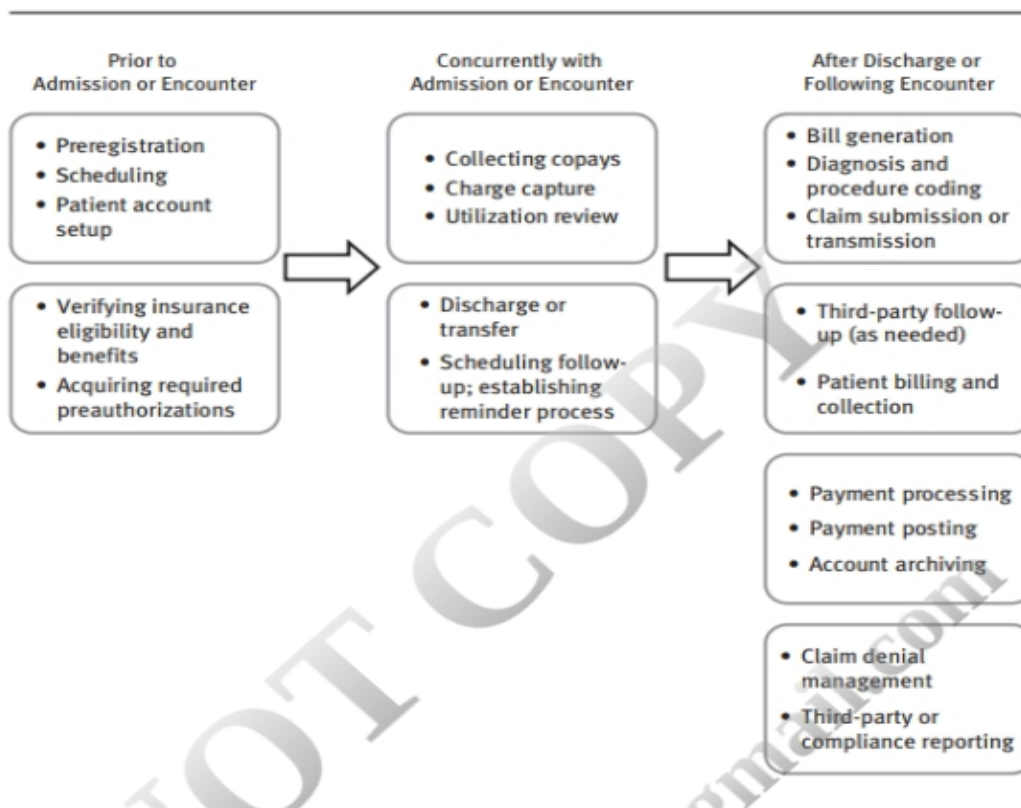 Prior to
Admission or Encounter
• Preregistration
• Scheduling
• Patient account
setup
• Verifying insurance
eligibility and
benefits
• Acquiring required
preauthorizations
Concurrently with
Admission or Encounter
• Collecting copays
• Charge capture
• Utilization review
• Discharge or
transfer
• Scheduling follow-
up; establishing
reminder process
After Discharge or
Following Encounter
• Bill generation
• Diagnosis and
procedure coding
• Claim submission or
transmission
• Third-party follow-
up (as needed)
• Patient billing and
collection
• Payment processing
• Payment posting
• Account archiving
• Claim denial
management
• Third-party or
compliance reporting
NOT COPY
gmail.com